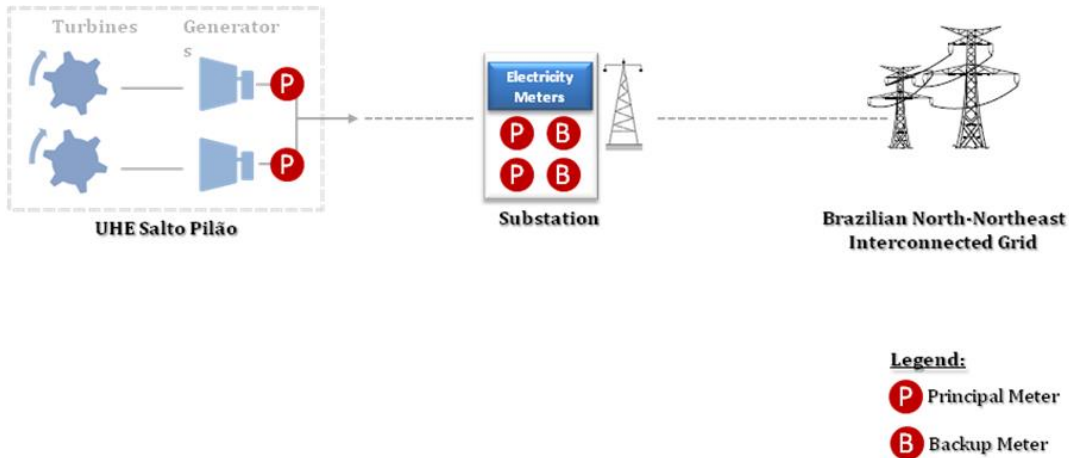 Turbines
Generator
s
P
P
UHE Salto Pilão
Electricity
Meters
P B
P B
Substation
Brazilian North-Northeast
Interconnected Grid
Legend:
P Principal Meter
B Backup Meter